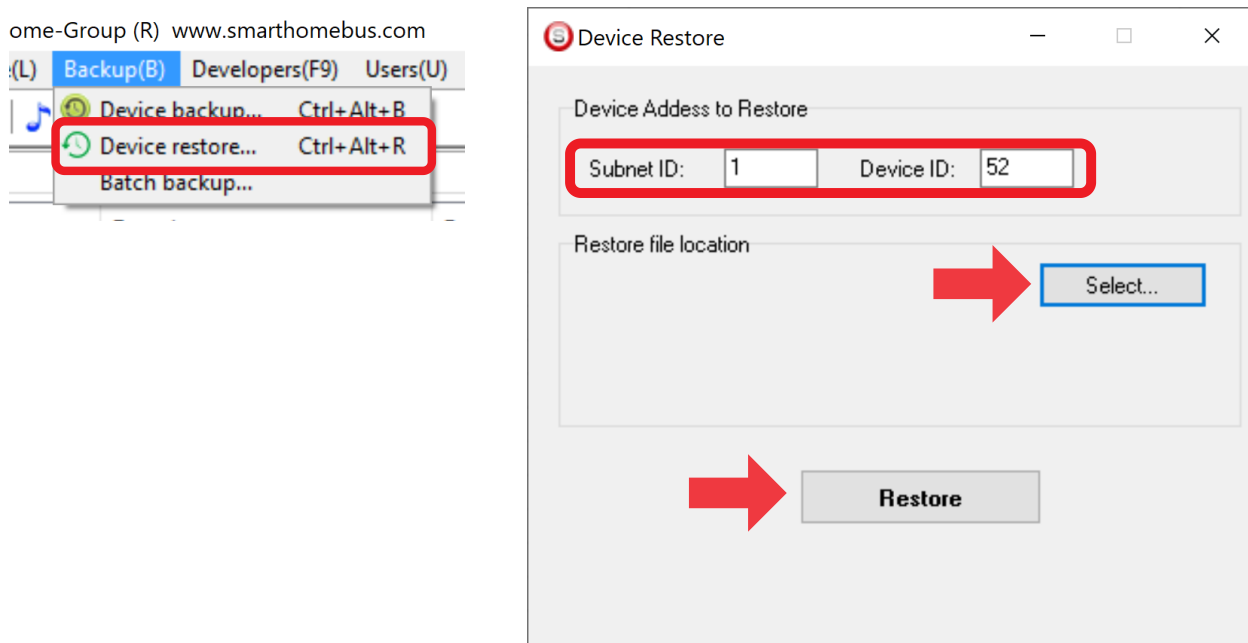 ome-Group (R) www.smarthomebus.com
(L) Backup(B) Developers(F9) Users(U)
Device backup... Ctrl+Alt+B
Device restore... Ctrl+Alt+R
Batch backup...
Device Restore
Device Addess to Restore
Subnet ID: 1 Device ID: 52
Restore file location
Select...
Restore